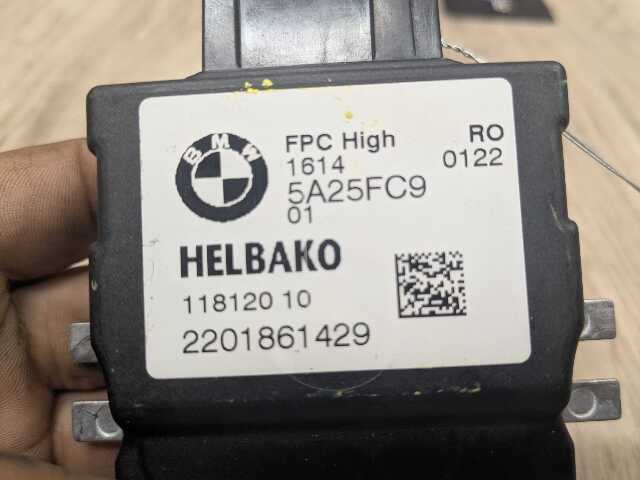 BMW
FPC High RO
1614 0122
5A25FC9
01
HELBAKO
118120 10
2201861429